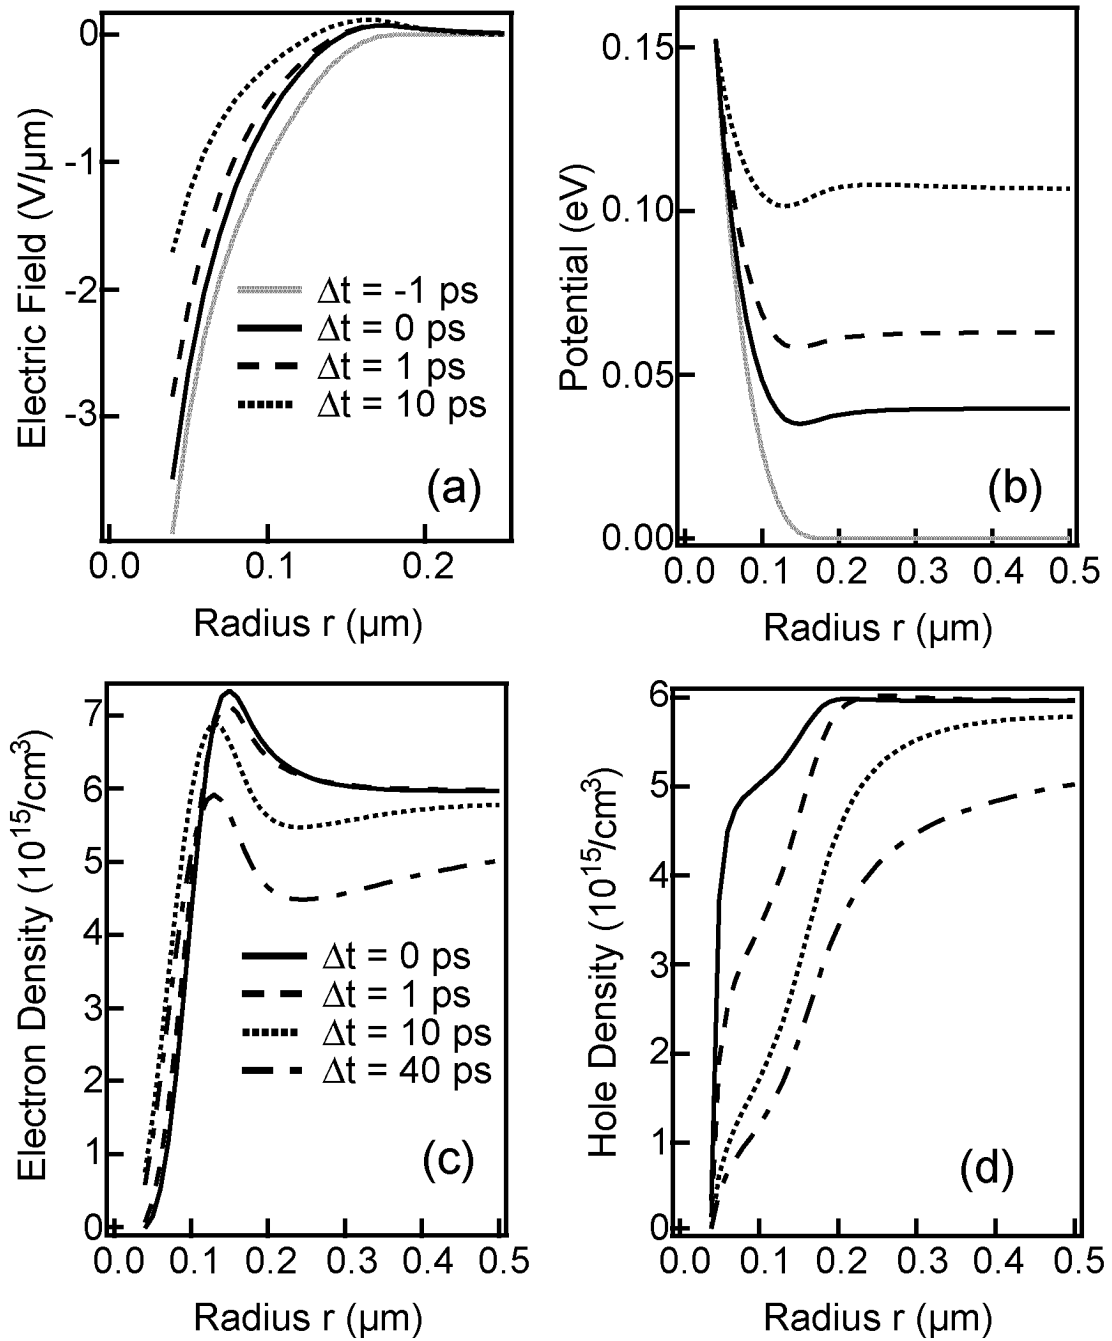 0
-1
-2
-3
Electric Field (V/µm)
Δt = -1 ps
Δt = 0 ps
Δt = 1 ps
Δt = 10 ps
(a)
0.0
0.1
0.2
Radius r (µm)
0.15
0.10
0.05
0.00
Potential (eV)
(b)
0.0
0.1
0.2
0.3
0.4
0.5
Radius r (µm)
7
6
5
4
3
2
1
0
Electron Density (10¹⁵/cm³)
Δt = 0 ps
Δt = 1 ps
Δt = 10 ps
Δt = 40 ps
(c)
0.0
0.1
0.2
0.3
0.4
0.5
Radius r (µm)
6
5
4
3
2
1
0
Hole Density (10¹⁵/cm³)
(d)
0.0
0.1
0.2
0.3
0.4
0.5
Radius r (µm)